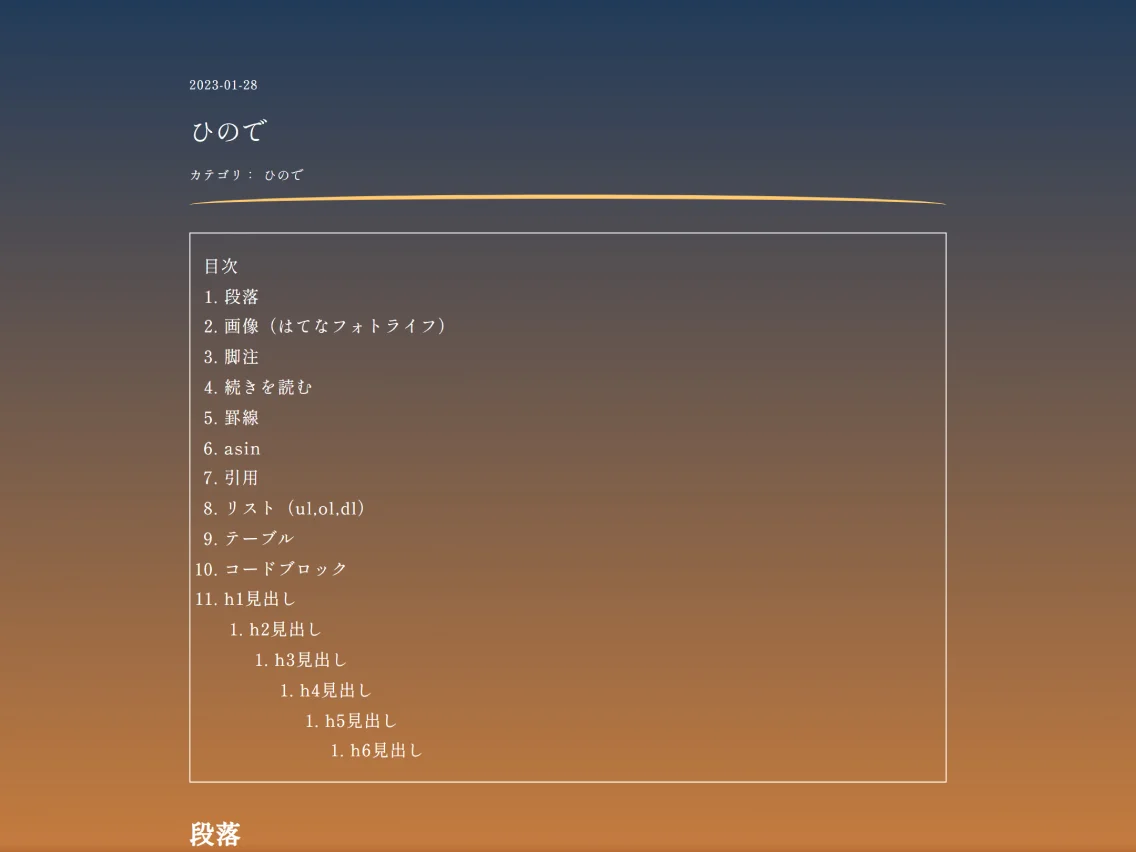 2023-01-28
ひので
カテゴリ： ひので
目次
1. 段落
2. 画像（はてなフォトライフ）
3. 脚注
4. 続きを読む
5. 罫線
6. asin
7. 引用
8. リスト（ul,ol,dl）
9. テーブル
10. コードブロック
11. h1見出し
1. h2見出し
1. h3見出し
1. h4見出し
1. h5見出し
1. h6見出し
段落